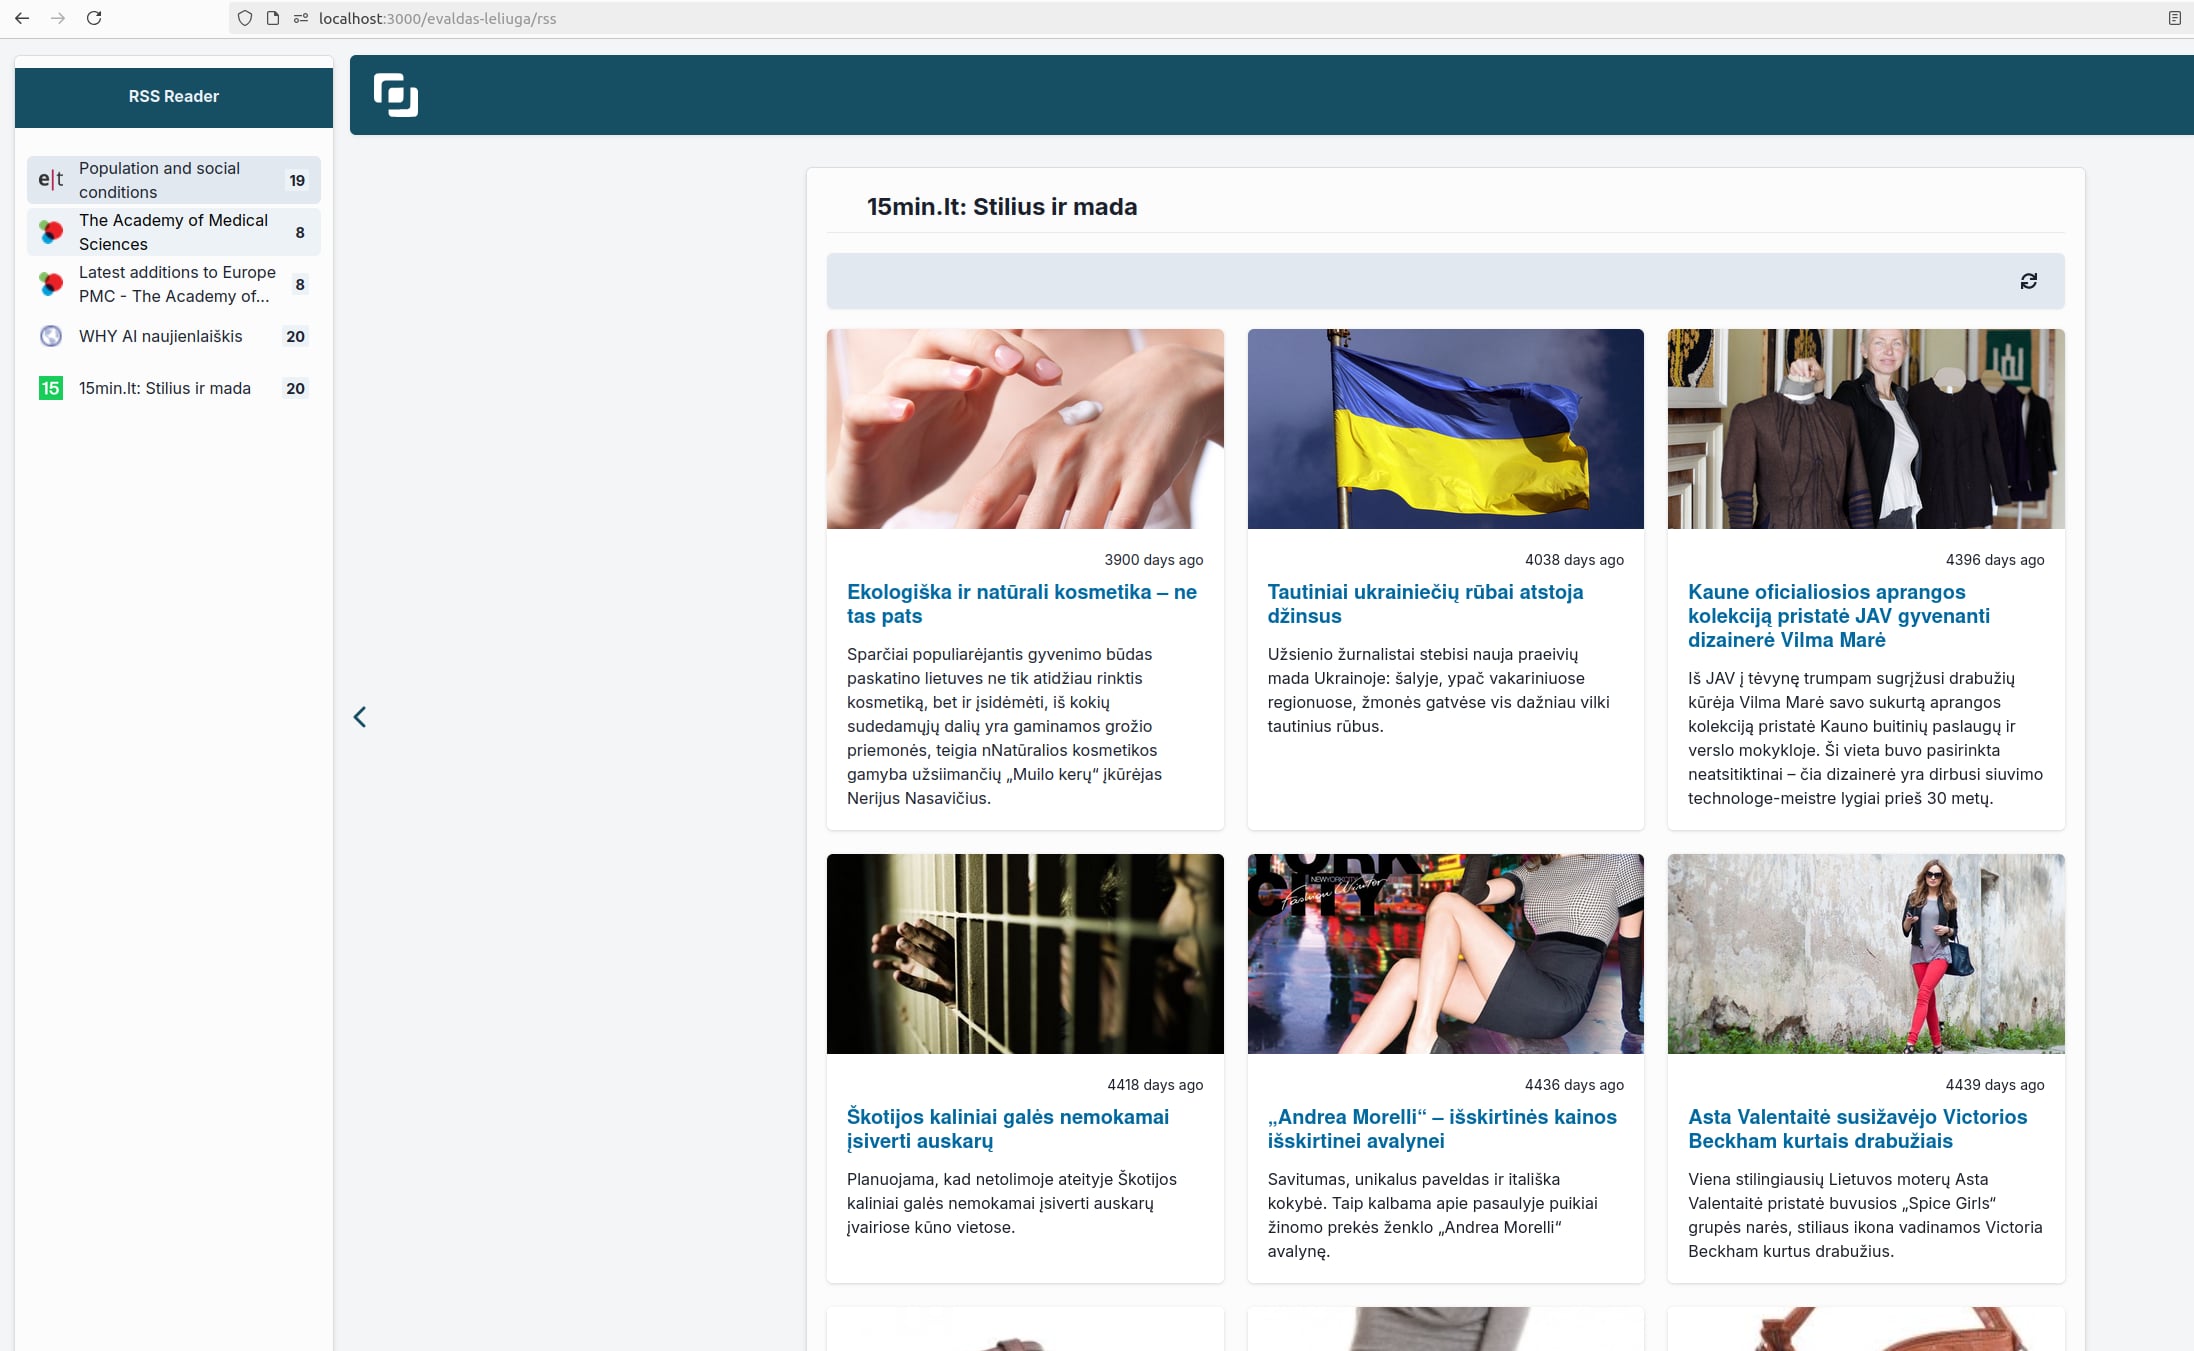 localhost:3000/evaldas-leliuga/rss
RSS Reader
e|t
Population and social
conditions
19
The Academy of Medical
Sciences
8
Latest additions to Europe
PMC - The Academy of...
8
WHY AI naujienlaiškis
20
15
15min.lt: Stilius ir mada
20
15min.lt: Stilius ir mada
3900 days ago
Ekologiška ir natūrali kosmetika – ne
tas pats
Sparčiai populiarėjantis gyvenimo būdas
paskatino lietuves ne tik atidžiau rinktis
kosmetiką, bet ir įsidėmėti, iš kokių
sudedamųjų dalių yra gaminamos grožio
priemonės, teigia nNatūralios kosmetikos
gamyba užsiimančių „Muilo kerų“ įkūrėjas
Nerijus Nasavičius.
4038 days ago
Tautiniai ukrainiečių rūbai atstoja
džinsus
Užsienio žurnalistai stebisi nauja praeivių
mada Ukrainoje: šalyje, ypač vakariniuose
regionuose, žmonės gatvėse vis dažniau vilki
tautinius rūbus.
4396 days ago
Kaune oficialiosios aprangos
kolekciją pristatė JAV gyvenanti
dizainerė Vilma Marė
Iš JAV į tėvynę trumpam sugrįžusi drabužių
kūrėja Vilma Marė savo sukurtą aprangos
kolekciją pristatė Kauno buitinių paslaugų ir
verslo mokykloje. Ši vieta buvo pasirinkta
neatsitiktinai – čia dizainerė yra dirbusi siuvimo
technologe-meistre lygiai prieš 30 metų.
4418 days ago
Škotijos kaliniai galės nemokamai
įsiverti auskarų
Planuojama, kad netolimoje ateityje Škotijos
kaliniai galės nemokamai įsiverti auskarų
įvairiose kūno vietose.
YORK
CITY
NEWYORKCITY
Fashion Winter
4436 days ago
„Andrea Morelli“ – išskirtinės kainos
išskirtinei avalynei
Savitumas, unikalus paveldas ir itališka
kokybė. Taip kalbama apie pasaulyje puikiai
žinomo prekės ženklo „Andrea Morelli“
avalynę.
4439 days ago
Asta Valentaitė susižavėjo Victorios
Beckham kurtais drabužiais
Viena stilingiausių Lietuvos moterų Asta
Valentaitė pristatė buvusios „Spice Girls“
grupės narės, stiliaus ikona vadinamos Victoria
Beckham kurtus drabužius.